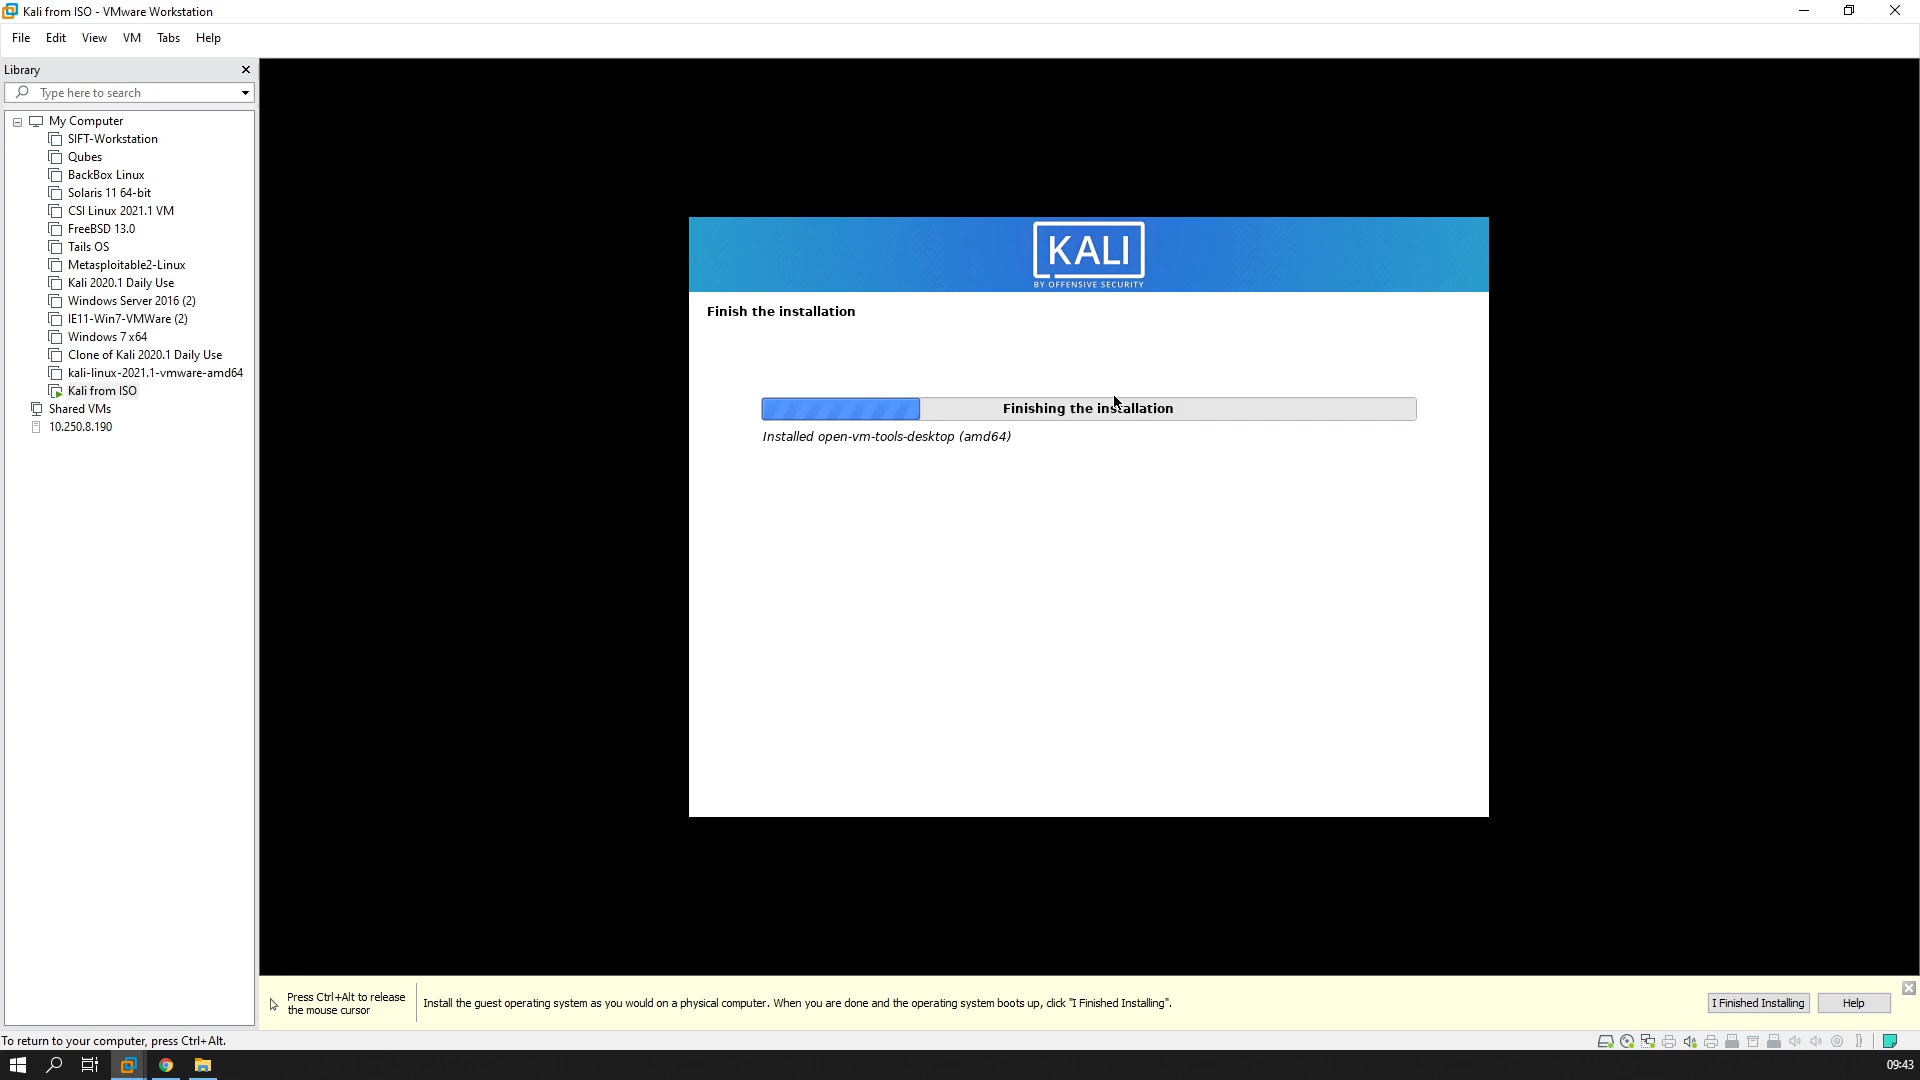 Kali from ISO - VMware Workstation
File Edit View VM Tabs Help
Library
Type here to search
My Computer
SIFT-Workstation
Qubes
BackBox Linux
Solaris 11 64-bit
CSI Linux 2021.1 VM
FreeBSD 13.0
Tails OS
Metasploitable2-Linux
Kali 2020.1 Daily Use
Windows Server 2016 (2)
IE11-Win7-VMWare (2)
Windows 7 x64
Clone of Kali 2020.1 Daily Use
kali-linux-2021.1-vmware-amd64
Kali from ISO
Shared VMs
10.250.8.190
KALI
BY OFFENSIVE SECURITY
Finish the installation
Finishing the installation
Installed open-vm-tools-desktop (amd64)
Press Ctrl+Alt to release
the mouse cursor
Install the guest operating system as you would on a physical computer. When you are done and the operating system boots up, click "I Finished Installing".
I Finished Installing
Help
To return to your computer, press Ctrl+Alt.
09:43